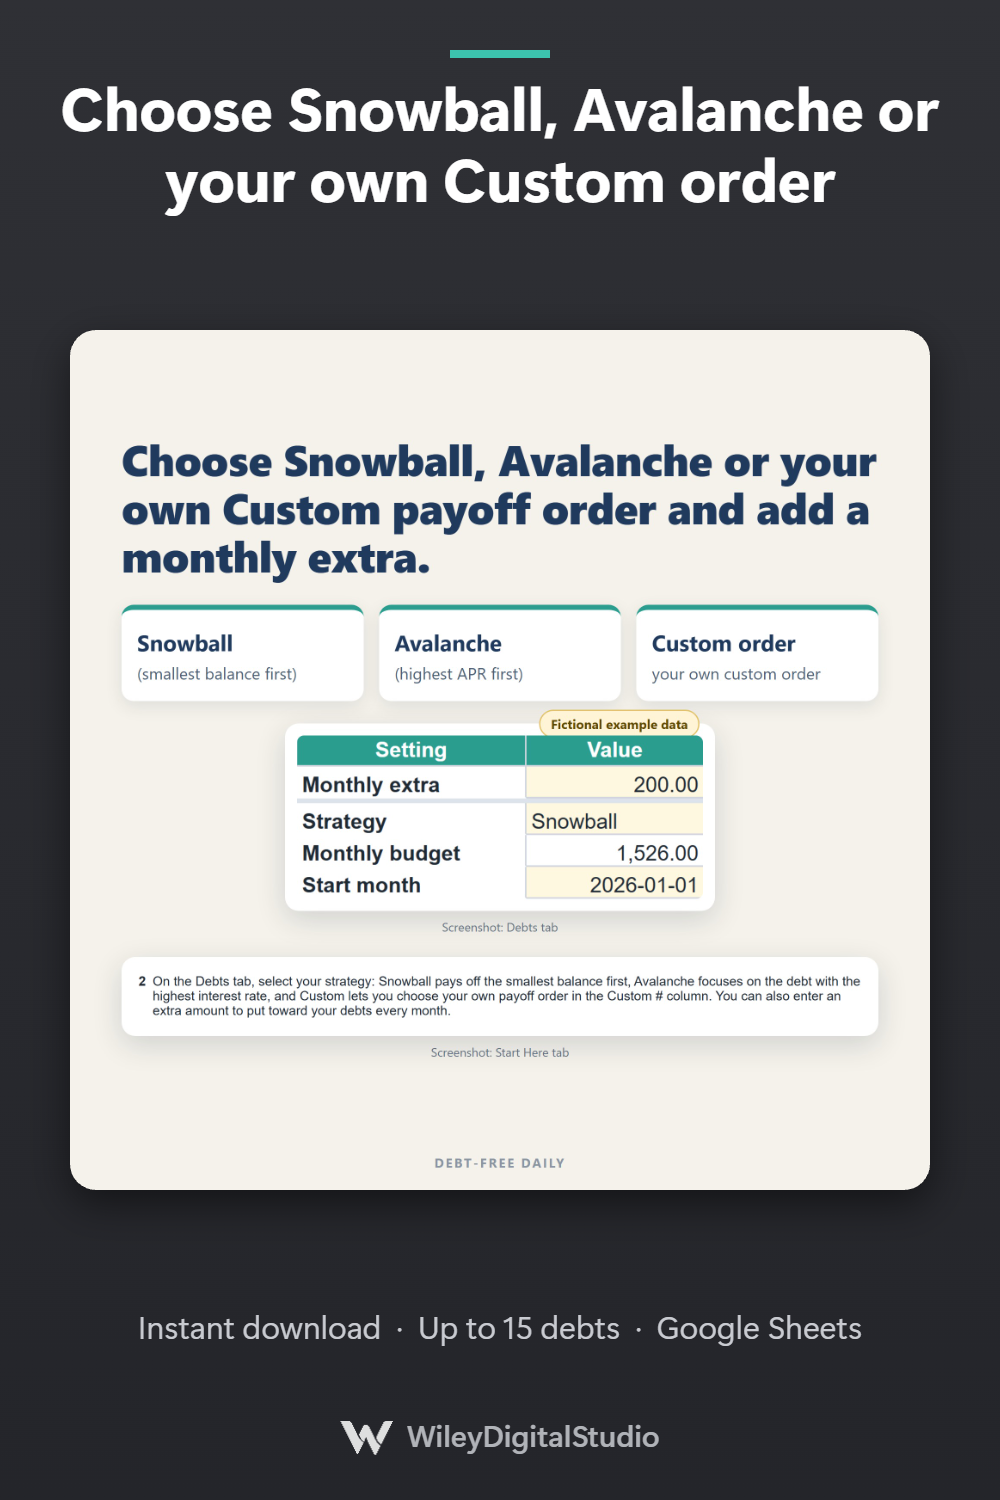 Choose Snowball, Avalanche or
your own Custom order
Choose Snowball, Avalanche or your
own Custom payoff order and add a
monthly extra.
Snowball
(smallest balance first)
Avalanche
(highest APR first)
Custom order
your own custom order
Fictional example data
Setting Value
Monthly extra 200.00
Strategy Snowball
Monthly budget 1,526.00
Start month 2026-01-01
Screenshot: Debts tab
2 On the Debts tab, select your strategy: Snowball pays off the smallest balance first, Avalanche focuses on the debt with the
highest interest rate, and Custom lets you choose your own payoff order in the Custom # column. You can also enter an
extra amount to put toward your debts every month.
Screenshot: Start Here tab
DEBT-FREE DAILY
Instant download · Up to 15 debts · Google Sheets
WileyDigitalStudio